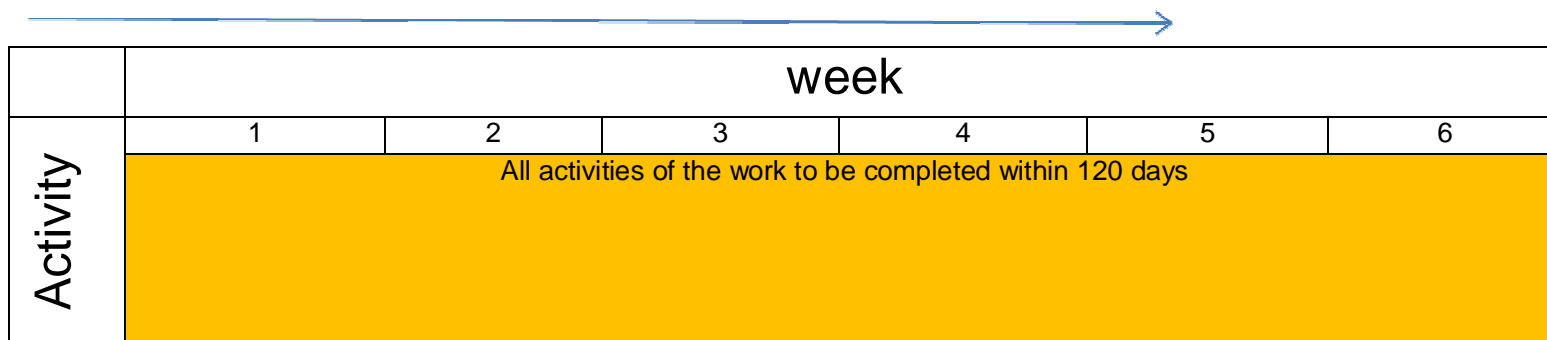 week
1 2 3 4 5 6
Activity
All activities of the work to be completed within 120 days